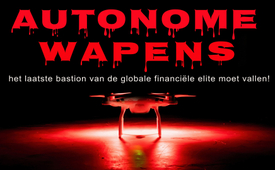 AUTONOME
WAPENS
het laatste bastion van de globale financiële elite moet vallen!